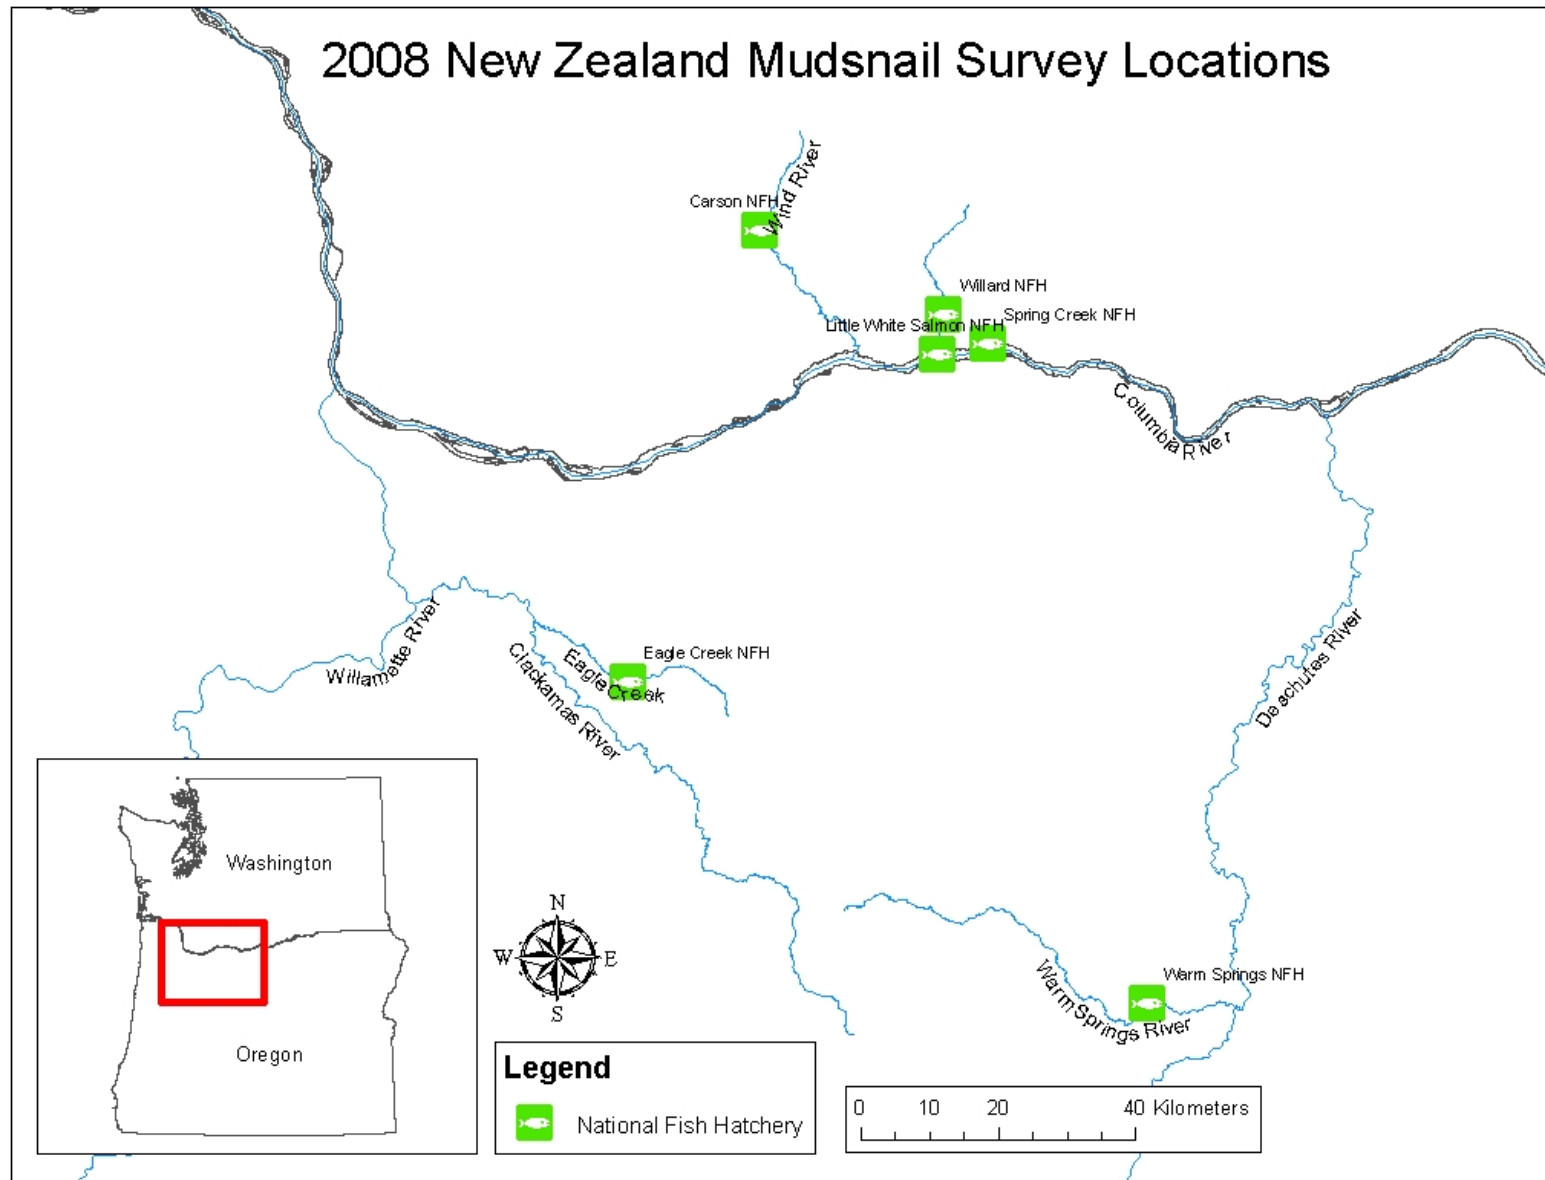 2008 New Zealand Mudsnail Survey Locations
Wind River
Carson NFH
Willard NFH
Spring Creek NFH
Little White Salmon NFH
Columbia River
Willamette River
Eagle Creek NFH
Eagle Creek
Clackamas River
Deschutes River
Washington
Oregon
N
W
E
S
Warm Springs NFH
Warm Springs River
Legend
National Fish Hatchery
0 10 20 40 Kilometers